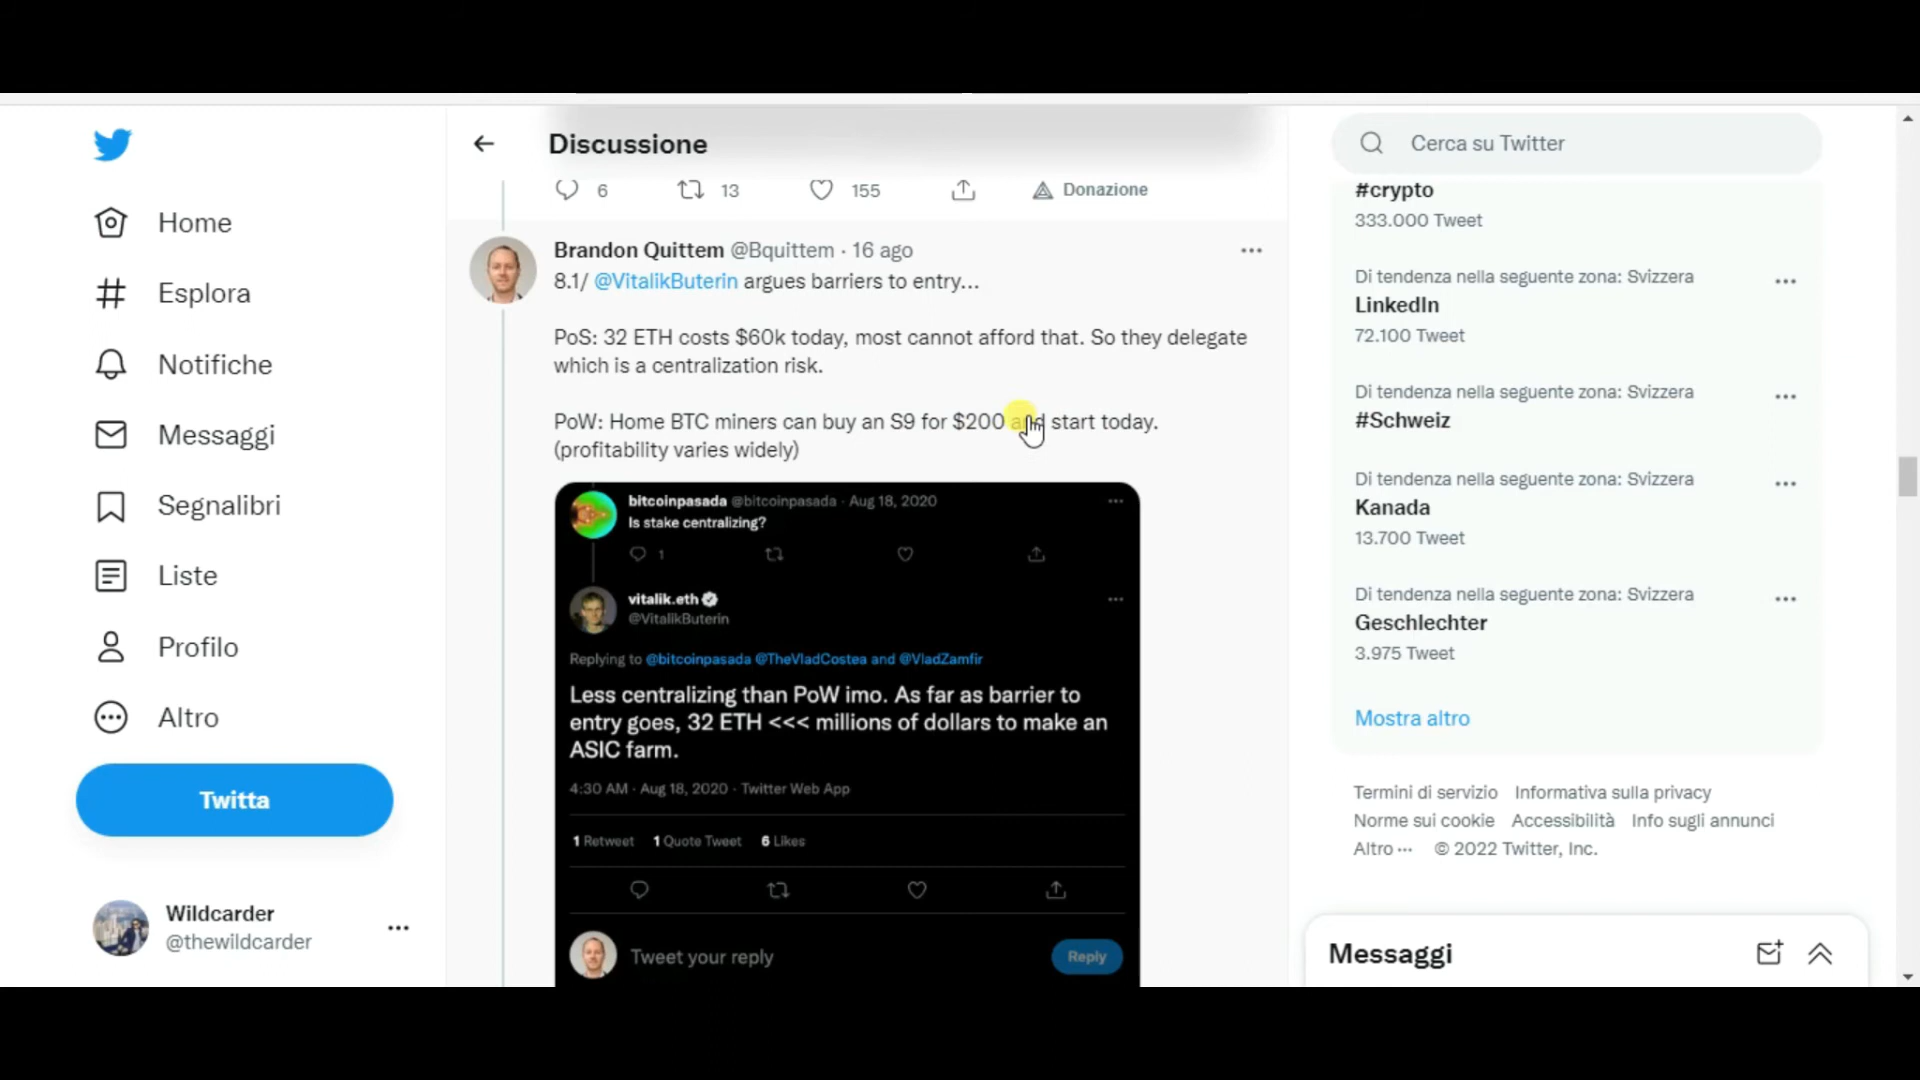 Home
Esplora
Notifiche
Messaggi
Segnalibri
Liste
Profilo
Altro
Twitta
Wildcarder
@thewildcarder
Discussione
6 13 155 Donazione
Brandon Quittem @Bquittem · 16 ago
8.1/ @VitalikButerin argues barriers to entry...
PoS: 32 ETH costs $60k today, most cannot afford that. So they delegate
which is a centralization risk.
PoW: Home BTC miners can buy an S9 for $200 and start today.
(profitability varies widely)
bitcoinpasada @bitcoinpasada · Aug 18, 2020
Is stake centralizing?
1
vitalik.eth
@VitalikButerin
Replying to @bitcoinpasada @TheVladCostea and @VladZamfir
Less centralizing than PoW imo. As far as barrier to
entry goes, 32 ETH <<< millions of dollars to make an
ASIC farm.
4:30 AM · Aug 18, 2020 · Twitter Web App
1 Retweet 1 Quote Tweet 6 Likes
Tweet your reply
Reply
Cerca su Twitter
#crypto
333.000 Tweet
Di tendenza nella seguente zona: Svizzera
LinkedIn
72.100 Tweet
Di tendenza nella seguente zona: Svizzera
#Schweiz
Di tendenza nella seguente zona: Svizzera
Kanada
13.700 Tweet
Di tendenza nella seguente zona: Svizzera
Geschlechter
3.975 Tweet
Mostra altro
Termini di servizio Informativa sulla privacy
Norme sui cookie Accessibilità Info sugli annunci
Altro ··· © 2022 Twitter, Inc.
Messaggi